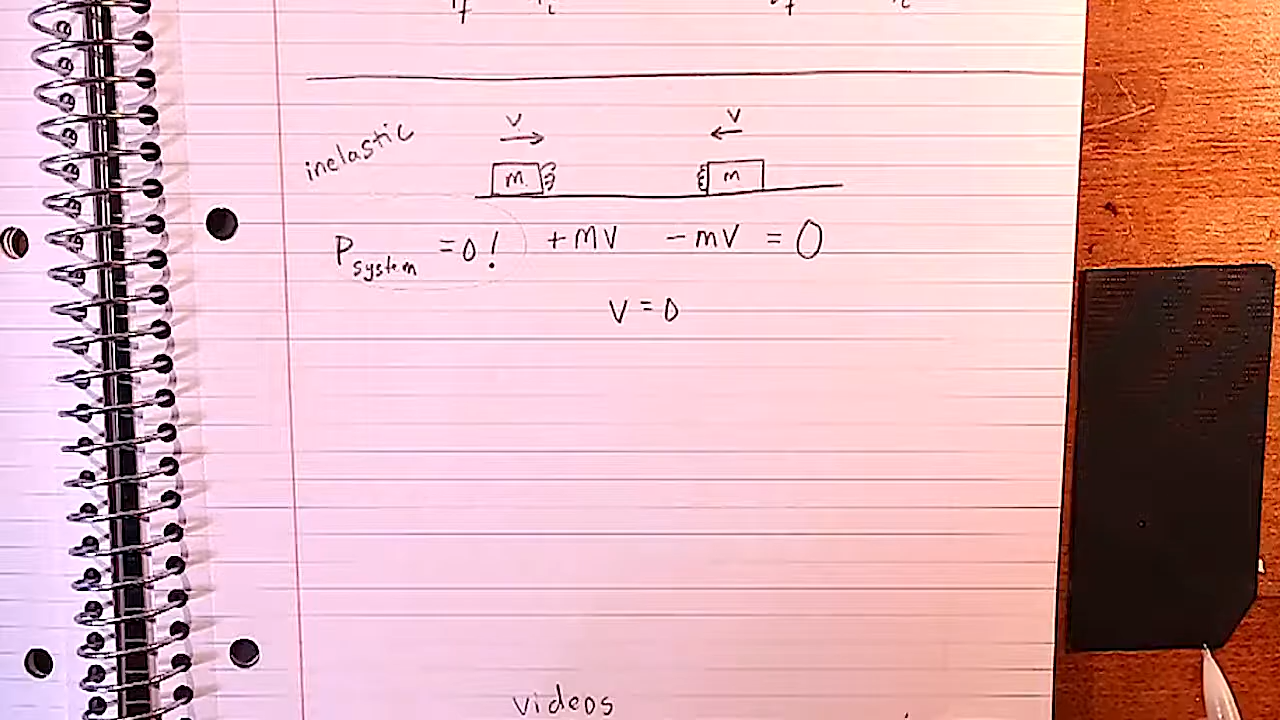 inelastic
v v
m m
P system = 0! +mv -mv = 0
v = 0
videos